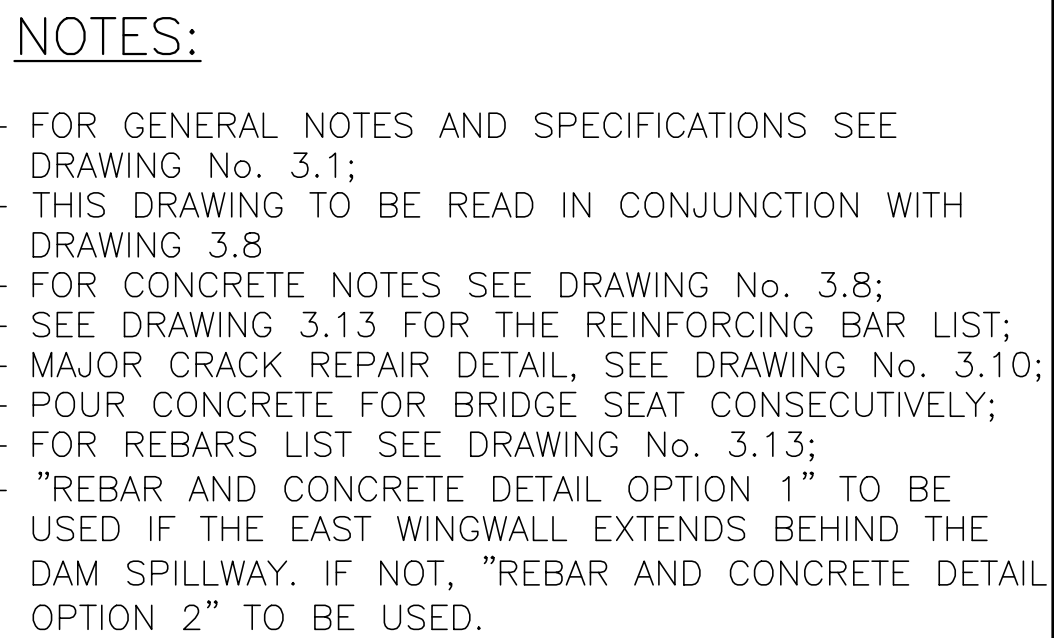 NOTES:
- FOR GENERAL NOTES AND SPECIFICATIONS SEE
DRAWING No. 3.1;
- THIS DRAWING TO BE READ IN CONJUNCTION WITH
DRAWING 3.8
- FOR CONCRETE NOTES SEE DRAWING No. 3.8;
- SEE DRAWING 3.13 FOR THE REINFORCING BAR LIST;
- MAJOR CRACK REPAIR DETAIL, SEE DRAWING No. 3.10;
- POUR CONCRETE FOR BRIDGE SEAT CONSECUTIVELY;
- FOR REBARS LIST SEE DRAWING No. 3.13;
- ”REBAR AND CONCRETE DETAIL OPTION 1” TO BE
USED IF THE EAST WINGWALL EXTENDS BEHIND THE
DAM SPILLWAY. IF NOT, ”REBAR AND CONCRETE DETAIL
OPTION 2” TO BE USED.